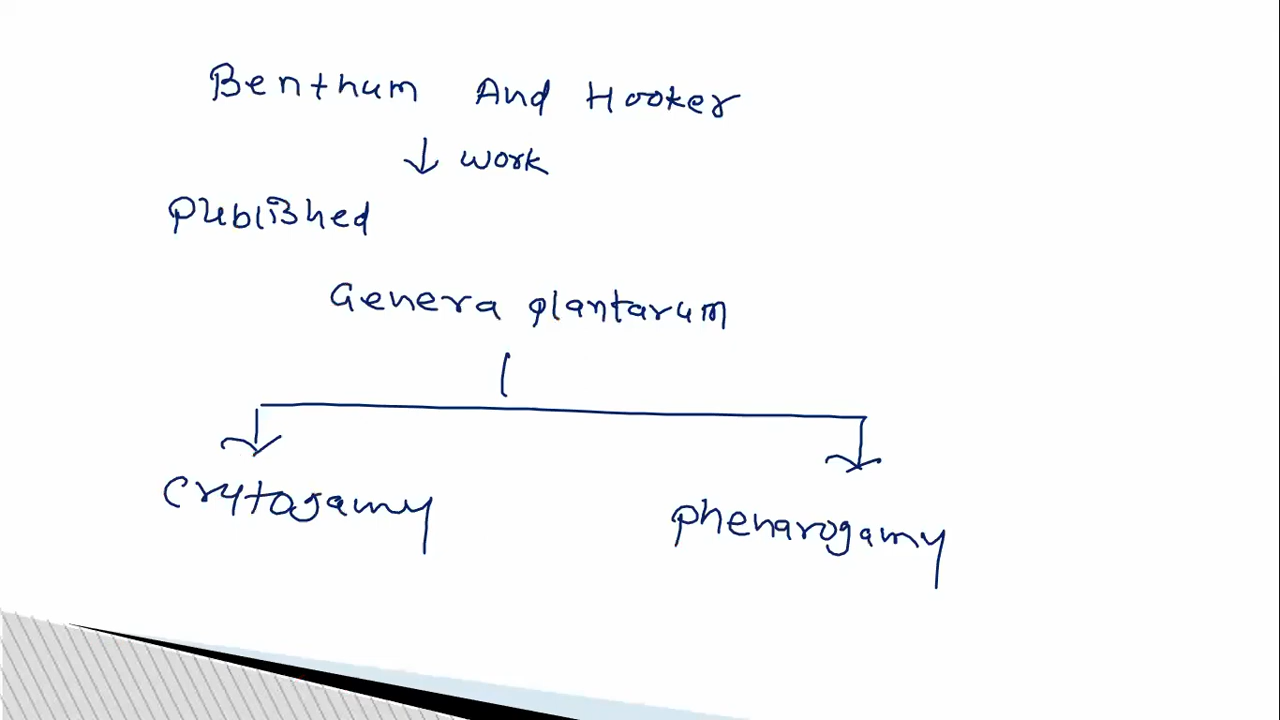 Benthum And Hooker
↓ work
Published
Genera plantarum
Crytogamy
phenarogamy